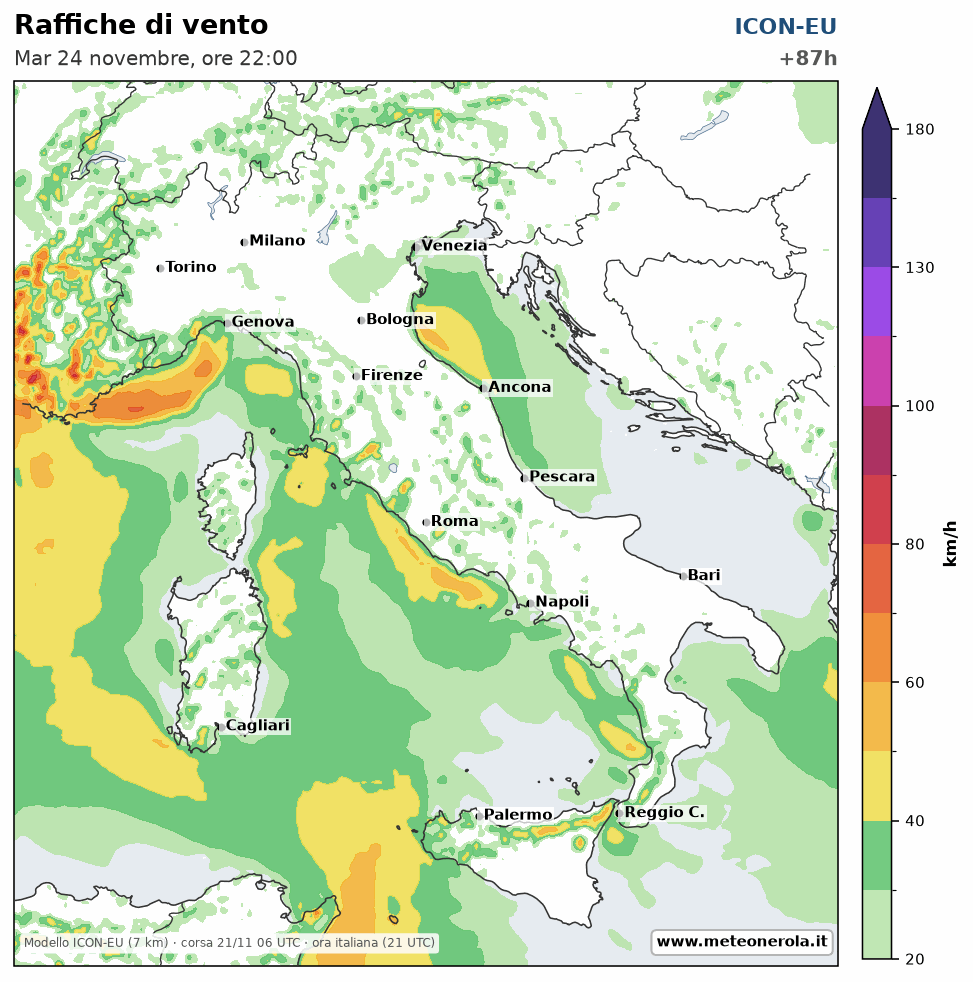 Raffiche di vento
ICON-EU
Mar 24 novembre, ore 22:00
+87h
180
130
100
80
60
40
20
km/h
Milano
Venezia
Torino
Genova
Bologna
Firenze
Ancona
Pescara
Roma
Bari
Napoli
Cagliari
Palermo
Reggio C.
Modello ICON-EU (7 km) · corsa 21/11 06 UTC · ora italiana (21 UTC)
www.meteonerola.it